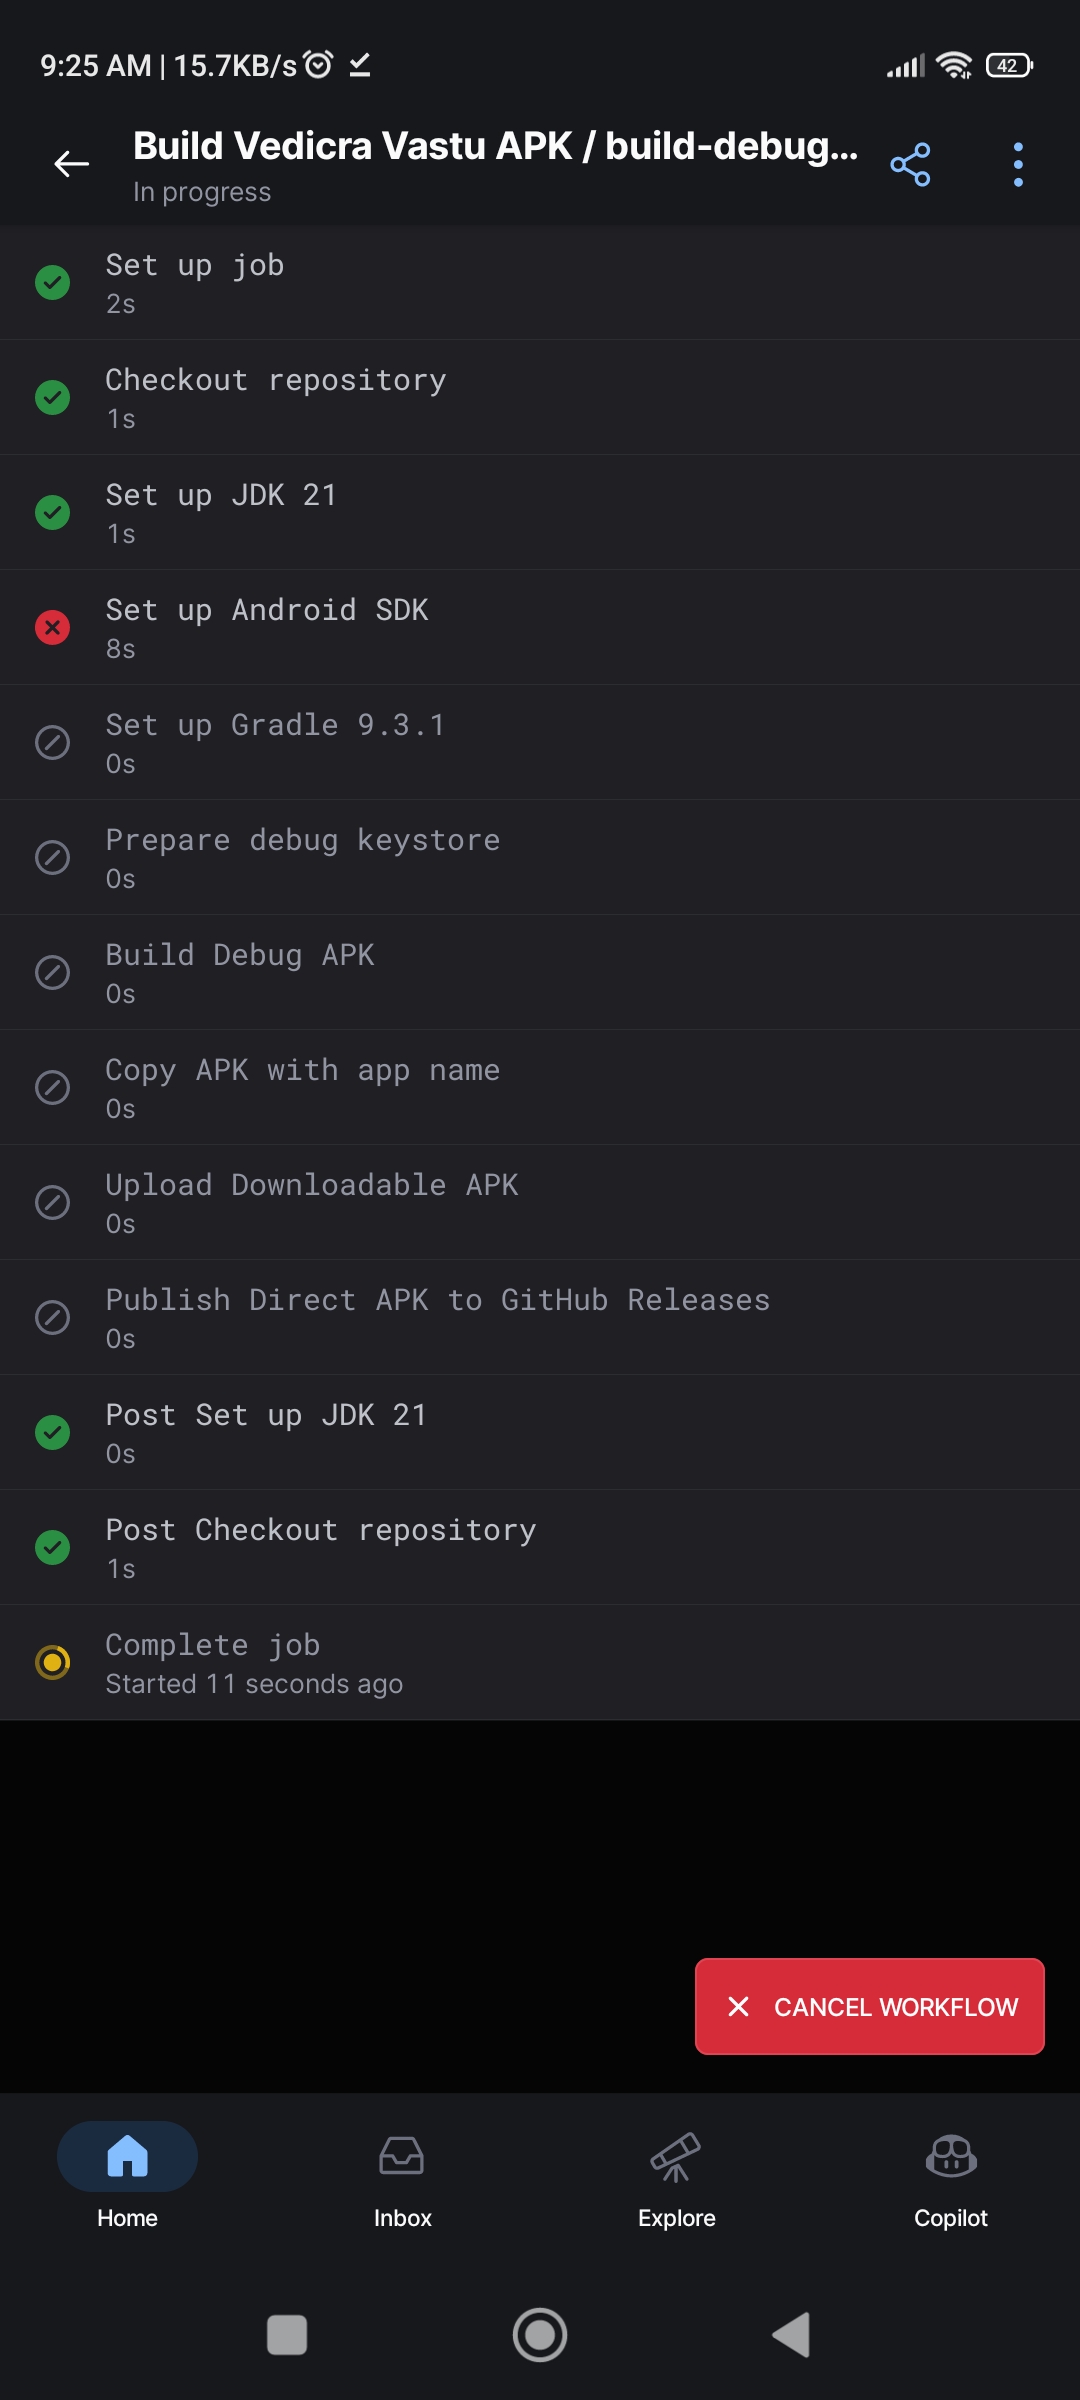 9:25 AM | 15.7KB/s
42
Build Vedicra Vastu APK / build-debug...
In progress
Set up job
2s
Checkout repository
1s
Set up JDK 21
1s
Set up Android SDK
8s
Set up Gradle 9.3.1
0s
Prepare debug keystore
0s
Build Debug APK
0s
Copy APK with app name
0s
Upload Downloadable APK
0s
Publish Direct APK to GitHub Releases
0s
Post Set up JDK 21
0s
Post Checkout repository
1s
Complete job
Started 11 seconds ago
CANCEL WORKFLOW
Home
Inbox
Explore
Copilot